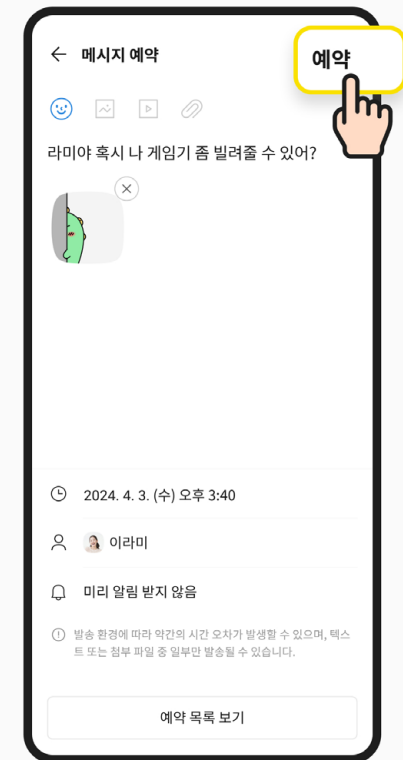 메시지 예약
예약
라미야 혹시 나 게임기 좀 빌려줄 수 있어?
2024. 4. 3. (수) 오후 3:40
이라미
미리 알림 받지 않음
발송 환경에 따라 약간의 시간 오차가 발생할 수 있으며, 텍스
트 또는 첨부 파일 중 일부만 발송될 수 있습니다.
예약 목록 보기